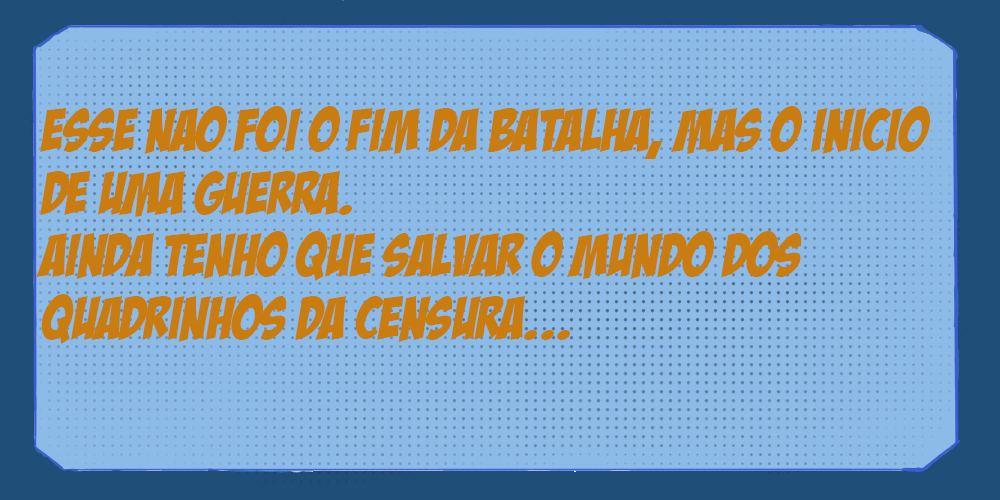 ESSE NAO FOI O FIM DA BATALHA, MAS O INICIO
DE UMA GUERRA.
AINDA TENHO QUE SALVAR O MUNDO DOS
QUADRINHOS DA CENSURA...